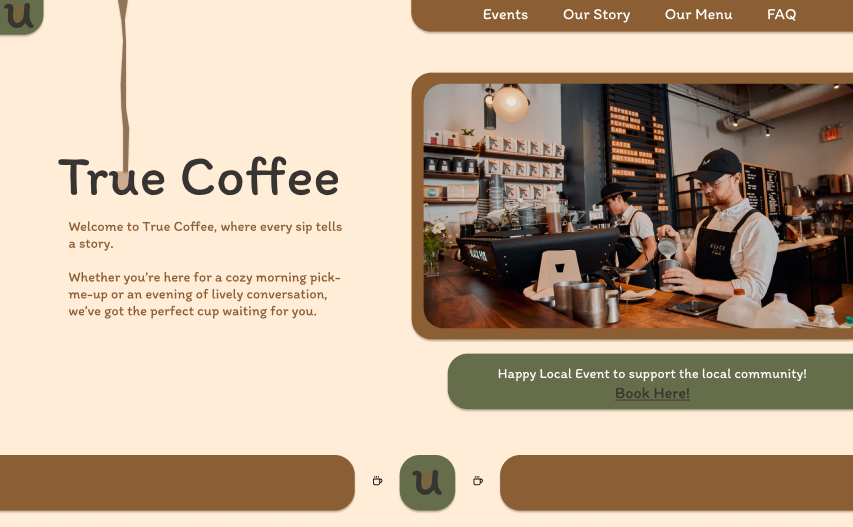 u
Events Our Story Our Menu FAQ
True Coffee
Welcome to True Coffee, where every sip tells
a story.
Whether you're here for a cozy morning pick-
me-up or an evening of lively conversation,
we've got the perfect cup waiting for you.
ESPRESSO
BLACK
Happy Local Event to support the local community!
Book Here!
u